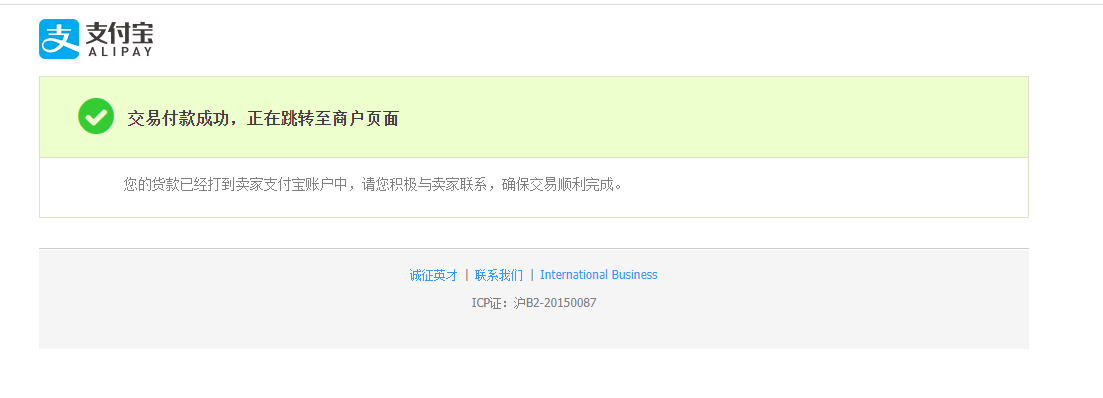 支付宝
ALIPAY
交易付款成功，正在跳转至商户页面
您的货款已经打到卖家支付宝账户中，请您积极与卖家联系，确保交易顺利完成。
诚征英才 | 联系我们 | International Business
ICP证：沪B2-20150087